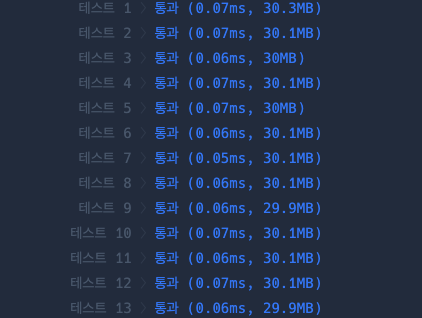 테스트 1 〉 통과 (0.07ms, 30.3MB)
테스트 2 〉 통과 (0.07ms, 30.1MB)
테스트 3 〉 통과 (0.06ms, 30MB)
테스트 4 〉 통과 (0.07ms, 30.1MB)
테스트 5 〉 통과 (0.07ms, 30MB)
테스트 6 〉 통과 (0.06ms, 30.1MB)
테스트 7 〉 통과 (0.05ms, 30.1MB)
테스트 8 〉 통과 (0.06ms, 30.1MB)
테스트 9 〉 통과 (0.06ms, 29.9MB)
테스트 10 〉 통과 (0.07ms, 30.1MB)
테스트 11 〉 통과 (0.06ms, 30.1MB)
테스트 12 〉 통과 (0.07ms, 30.1MB)
테스트 13 〉 통과 (0.06ms, 29.9MB)